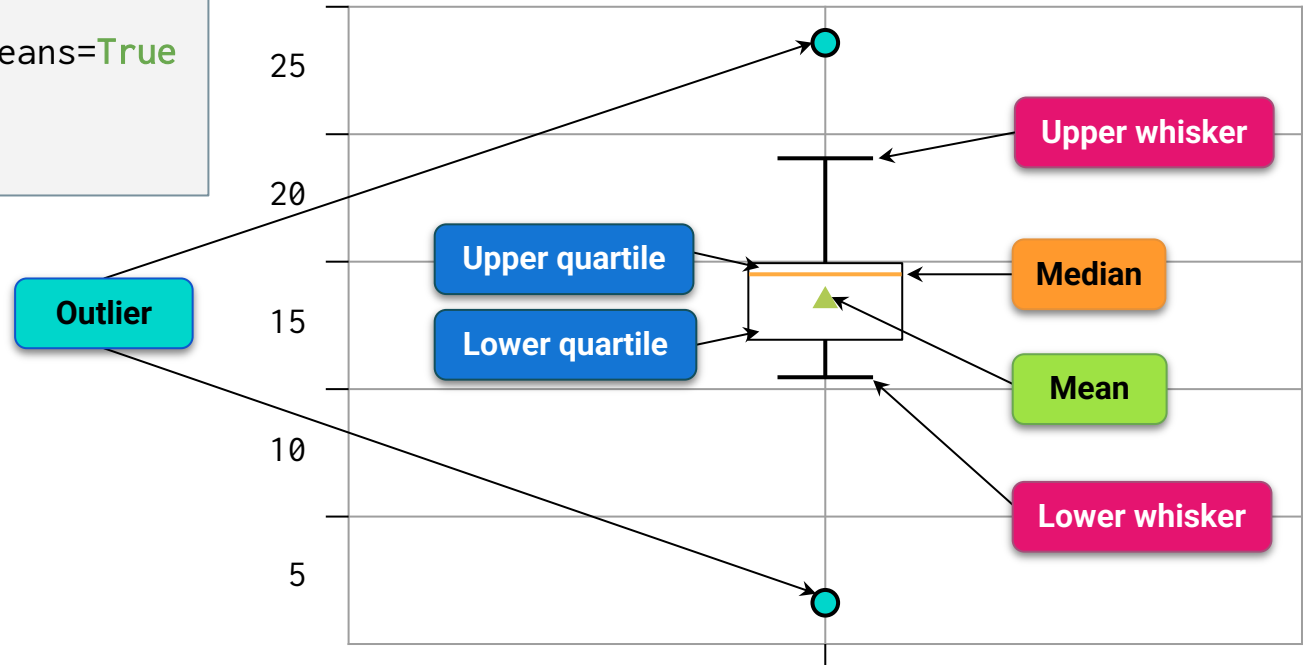 eans=True
25
Upper whisker
20
Upper quartile
Median
Outlier
15
Lower quartile
Mean
10
Lower whisker
5